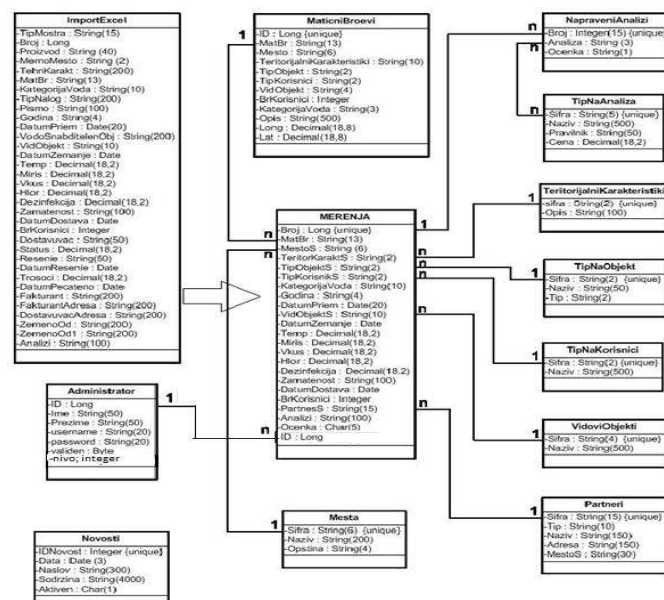 ImportExcel
-TipMostra : String(15)
-Broj : Long
-Proizvod : String (40)
-MernoMesto : String (2)
-TehnKarakt : String(200)
-MatBr : String(13)
-KategorijaVoda : String(10)
-TipNalog : String(200)
-Pismo : String(100)
-Godina : String(4)
-DatumPriem : Date(20)
-VodoSnabditelenObj : String(200)
-VidObjekt : String(10)
-DatumZemanje : Date
-Temp : Decimal(18,2)
-Miris : Decimal(18,2)
-Vkus : Decimal(18,2)
-Hlor : Decimal(18,2)
-Dezinfekcija : Decimal(18,2)
-Zamatenost : String(100)
-DatumDostava : Date
-BrKorisnici : Integer
-Dostavuvac : String(50)
-Status : Decimal(18,2)
-Resenie : String(50)
-DatumResenie : Date
-Trosoci : Decimal(18,2)
-DatumPecateno : Date
-Fakturant : String(200)
-FakturantAdresa : String(200)
-DostavuvacAdresa : String(200)
-ZemenoOd : String(200)
-ZemenoOd1 : String(200)
-Analizi : String(100)
MaticniBroevi
-ID : Long {unique}
-MatBr : String(13)
-Mesto : String(6)
-TeritorijalniKarakteristiki : String(10)
-TipObjekt : String(2)
-TipKorisnici : String(2)
-VidObjekt : String(4)
-BrKorisnici : Integer
-KategorijaVoda : String(3)
-Opis : String(500)
-Long : Decimal(18,8)
-Lat : Decimal(18,8)
NapraveniAnalizi
-Broj : Integer(15) {unique}
-Analiza : String (3)
-Ocenka : String(1)
TipNaAnaliza
-Sifra : String(5) {unique}
-Naziv : String(500)
-Pravilnik : String(50)
-Cena : Decimal(18,2)
TeritorijalniKarakteristiki
-sifra : String(2) {unique}
-Opis : String(100)
TipNaObjekt
-Sifra : String(2) {unique}
-Naziv : String(50)
-Tip : String(2)
TipNaKorisnici
-Sifra : String(2) {unique}
-Naziv : String(500)
VidoviObjekti
-Sifra : String(4) {unique}
-Naziv : String(500)
Partneri
-Sifra : String(15) {unique}
-Tip : String(10)
-Naziv : String(150)
-Adresa : String(150)
-MestoS : String(30)
MERENJA
-Broj : Long {unique}
-MatBr : String(13)
-MestoS : String (6)
-TeritorKaraktS : String(2)
-TipObjektS : String(2)
-TipKorisnikS : String(2)
-KategorijaVoda : String(10)
-Godina : String(4)
-DatumPriem : Date(20)
-VidObjektS : String(10)
-DatumZemanje : Date
-Temp : Decimal(18,2)
-Miris : Decimal(18,2)
-Vkus : Decimal(18,2)
-Hlor : Decimal(18,2)
-Dezinfekcija : Decimal(18,2)
-Zamatenost : String(100)
-DatumDostava : Date
-BrKorisnici : Integer
-PartnesS : String(15)
-Analizi : String(100)
-Ocenka : Char(5)
-ID : Long
Administrator
-ID : Long
-Ime : String(50)
-Prezime : String(50)
-username : String(20)
-password : String(20)
-validen : Byte
-nivo; integer
Mesta
-Sifra : String(6) {unique}
-Naziv : String(200)
-Opstina : String(4)
Novosti
-IDNovost : Integer {unique}
-Data : Date (3)
-Naslov : String(300)
-Sodrzina : String(4000)
-Aktiven : Char(1)
1
n
n
n
n
1
1
1
n
n
n
n
n
n
1
1
1
1
1
n
1
1